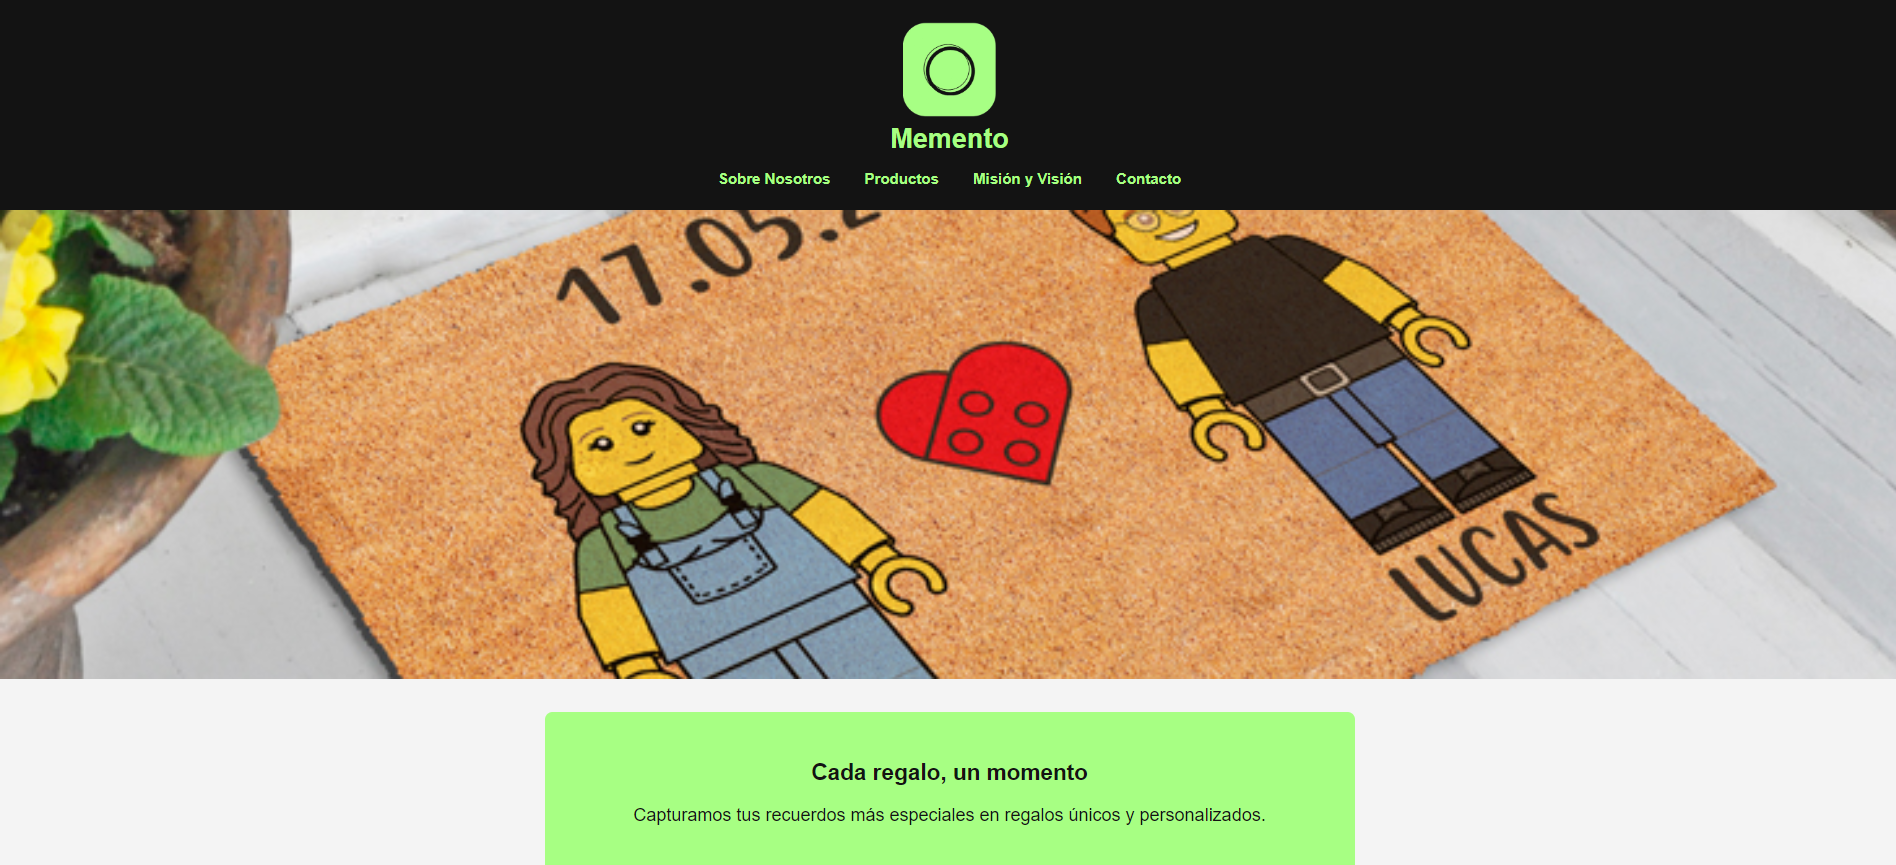 Memento
Sobre Nosotros
Productos
Misión y Visión
Contacto
17.05.2
LUCAS
Cada regalo, un momento
Capturamos tus recuerdos más especiales en regalos únicos y personalizados.